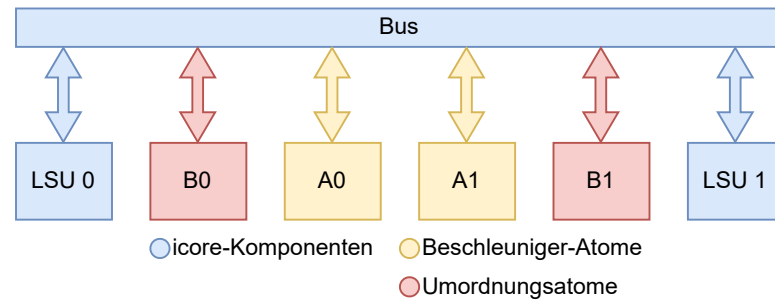 Bus
LSU 0 B0 A0 A1 B1 LSU 1
icore-Komponenten Beschleuniger-Atome
Umordnungsatome